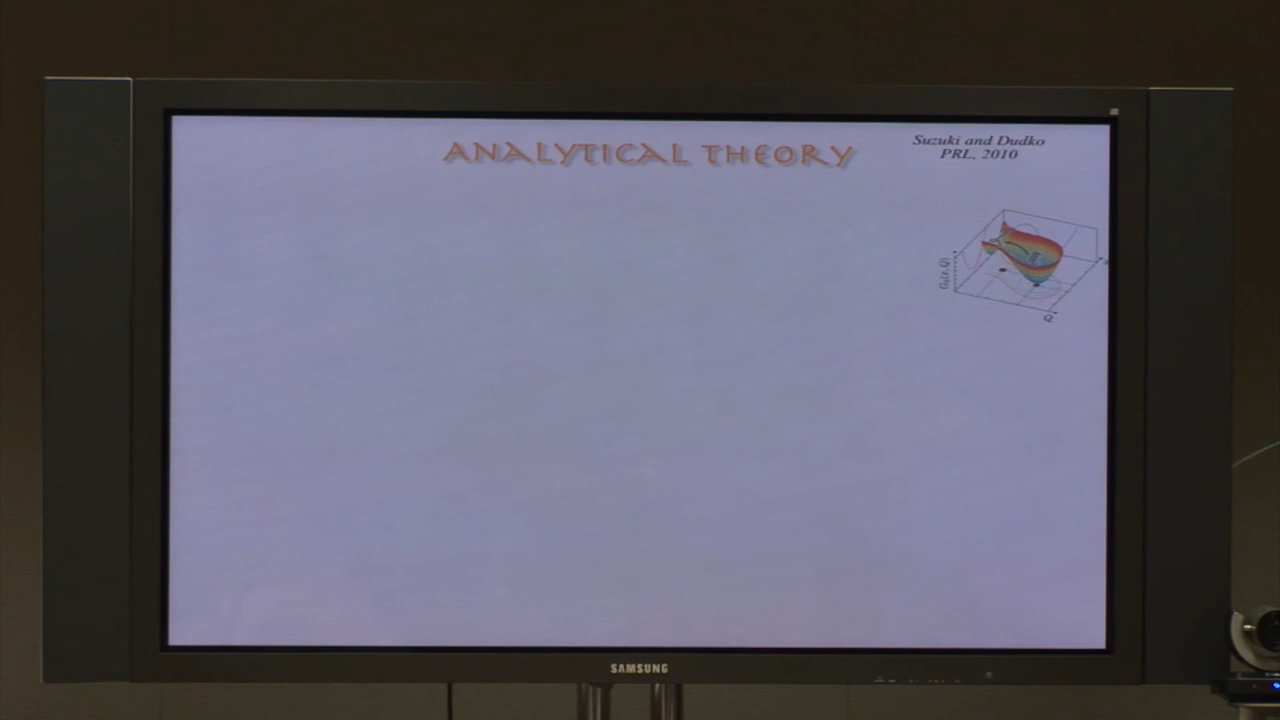 ANALYTICAL THEORY
Suzuki and Dudko
PRL, 2010
Q
SAMSUNG